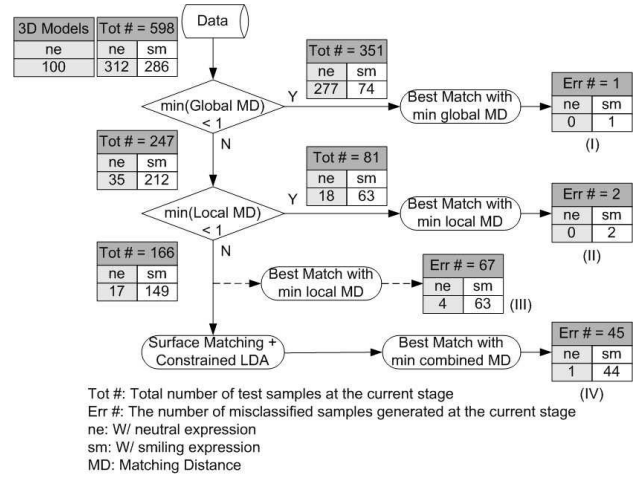 3D Models
ne
100
Tot # = 598
ne sm
312 286
Data
Tot # = 351
ne sm
277 74
min(Global MD)
< 1
Y
Best Match with
min global MD
Err # = 1
ne sm
0 1
(I)
N
Tot # = 247
ne sm
35 212
Tot # = 81
ne sm
18 63
min(Local MD)
< 1
Y
Best Match with
min local MD
Err # = 2
ne sm
0 2
(II)
N
Tot # = 166
ne sm
17 149
Best Match with
min local MD
Err # = 67
ne sm
4 63
(III)
Surface Matching +
Constrained LDA
Best Match with
min combined MD
Err # = 45
ne sm
1 44
(IV)
Tot #: Total number of test samples at the current stage
Err #: The number of misclassified samples generated at the current stage
ne: W/ neutral expression
sm: W/ smiling expression
MD: Matching Distance